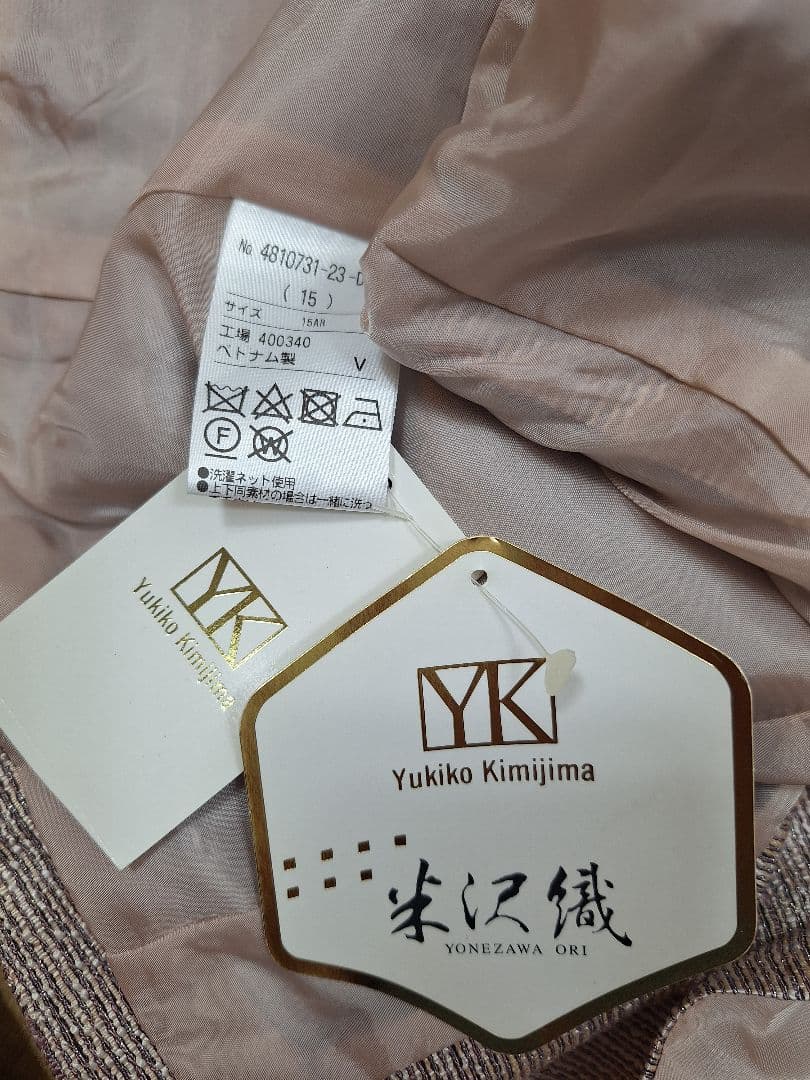 No. 4810731-23-D
( 15 )
サイズ 15AR
工場 400340
ベトナム製 V
F
W
●洗濯ネット使用
●上下同素材の場合は一緒に洗っ
YK
Yukiko Kimijima
YK
Yukiko Kimijima
米沢織
YONEZAWA ORI